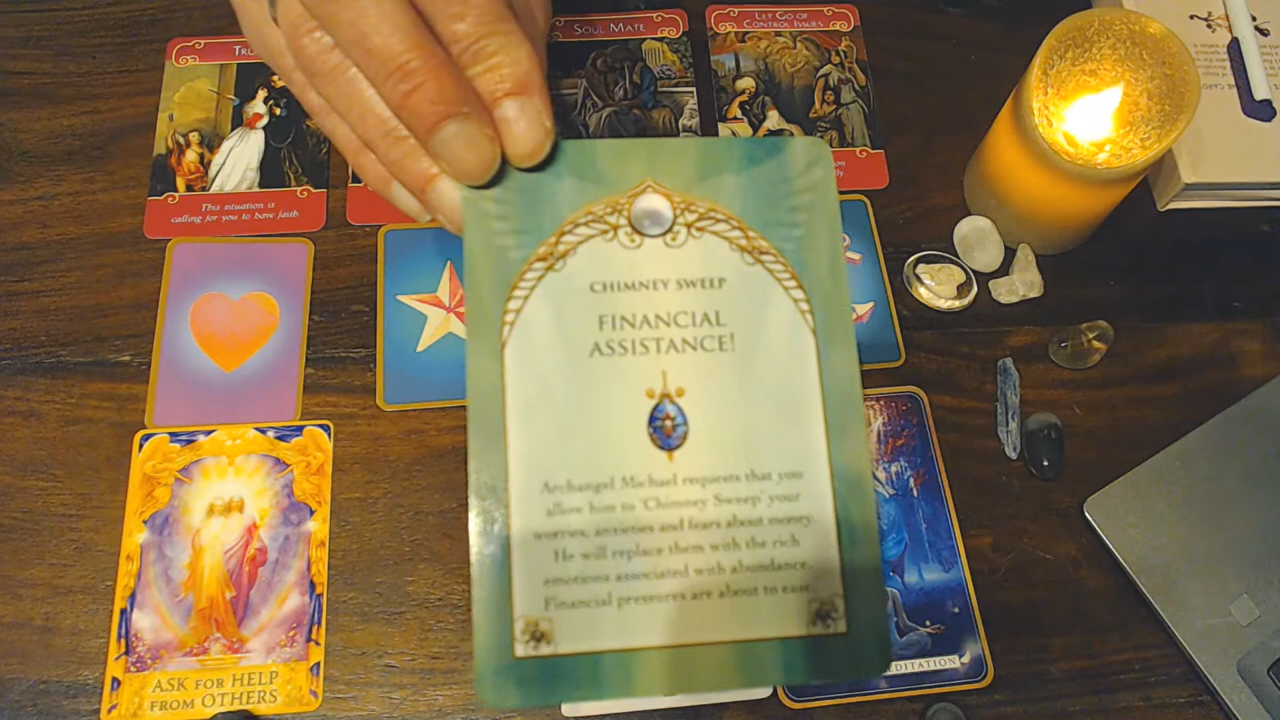 TRU
SOUL MATE
LET GO OF
CONTROL ISSUES
This situation is
calling for you to have faith
CHIMNEY SWEEP
FINANCIAL
ASSISTANCE!
Archangel Michael requests that you
allow him to 'Chimney Sweep' your
worries, anxieties and fears about money.
He will replace them with the rich
emotions associated with abundance.
Financial pressures are about to ease.
ASK FOR HELP
FROM OTHERS
EDITATION